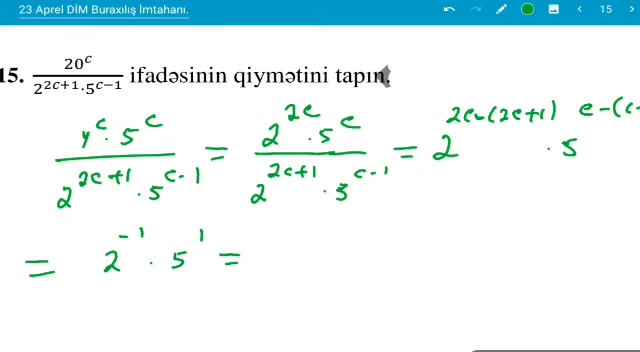 23 Aprel DİM Buraxılış İmtahanı. 15
15. 20^c / 2^{2c+1}·5^{c−1} ifadəsinin qiymətini tapın.
4^c · 5^c / 2^{2c+1} · 5^{c-1} = 2^{2c} · 5^c / 2^{2c+1} · 5^{c-1} = 2^{2c-(2c+1)} · 5^{c-(c-
= 2^{-1} · 5^1 =